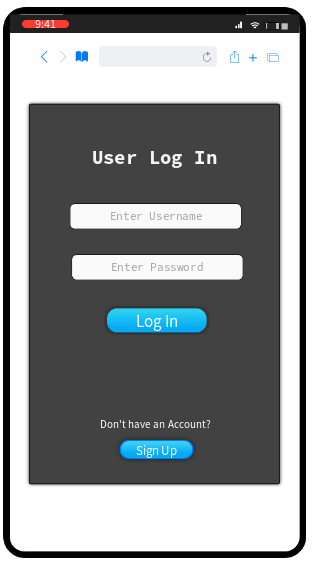 9:41
User Log In
Enter Username
Enter Password
Log In
Don't have an Account?
Sign Up